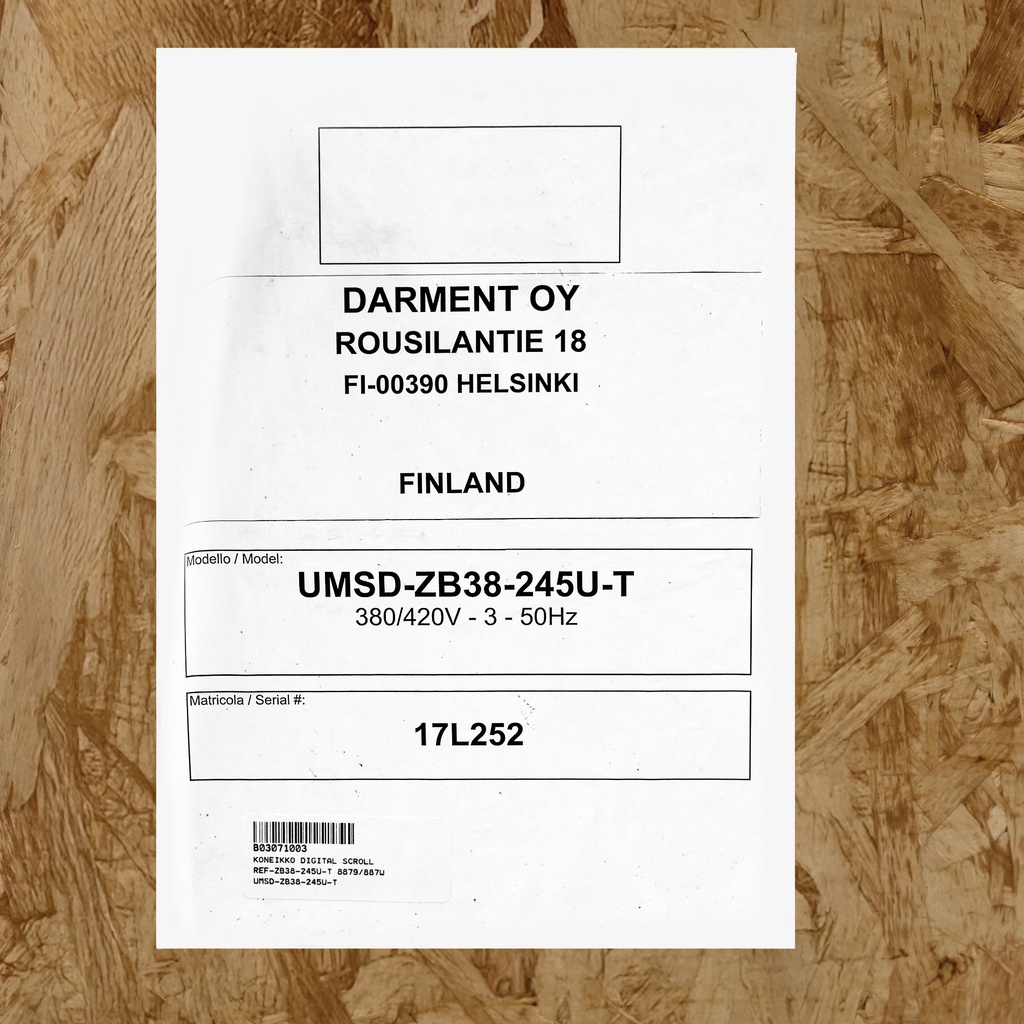 DARMENT OY
ROUSILANTIE 18
FI-00390 HELSINKI
FINLAND
Modello / Model:
UMSD-ZB38-245U-T
380/420V - 3 - 50Hz
Matricola / Serial #:
17L252
B03071003
KONEIKKO DIGITAL SCROLL
REF-ZB38-245U-T 8879/887W
UMSD-ZB38-245U-T